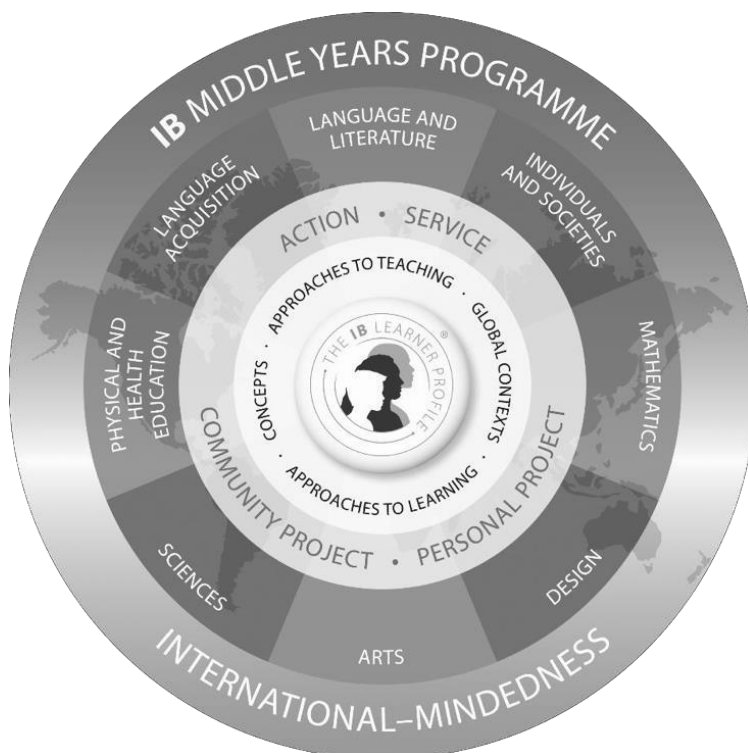 IB MIDDLE YEARS PROGRAMME
LANGUAGE AND
LITERATURE
INDIVIDUALS
AND SOCIETIES
MATHEMATICS
DESIGN
ARTS
SCIENCES
PHYSICAL AND
HEALTH
EDUCATION
LANGUAGE
ACQUISITION
ACTION • SERVICE
PERSONAL PROJECT •
COMMUNITY PROJECT
APPROACHES TO TEACHING ·
GLOBAL CONTEXTS ·
APPROACHES TO LEARNING ·
CONCEPTS ·
THE IB LEARNER PROFILE ®
INTERNATIONAL–MINDEDNESS